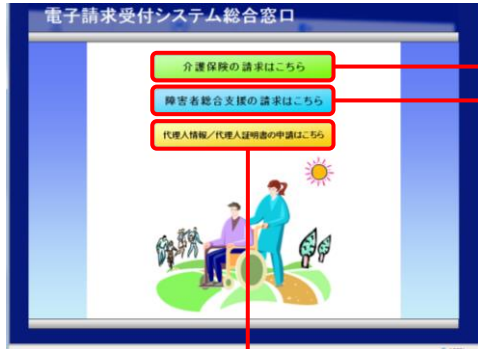 電子請求受付システム総合窓口
介護保険の請求はこちら
障害者総合支援の請求はこちら
代理人情報／代理人証明書の申請はこちら